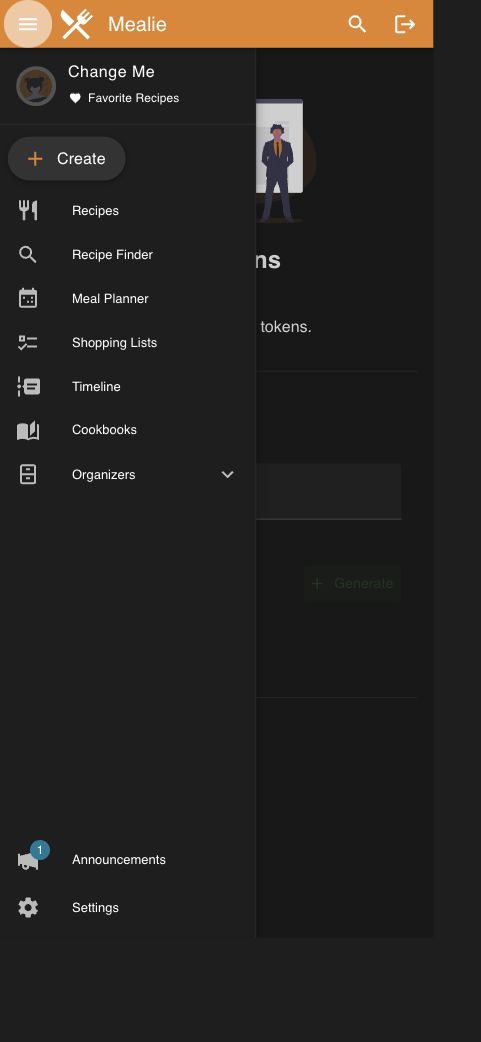 Mealie
Change Me
Favorite Recipes
Create
Recipes
Recipe Finder
Meal Planner
Shopping Lists
Timeline
Cookbooks
Organizers
ns
tokens.
Generate
1
Announcements
Settings